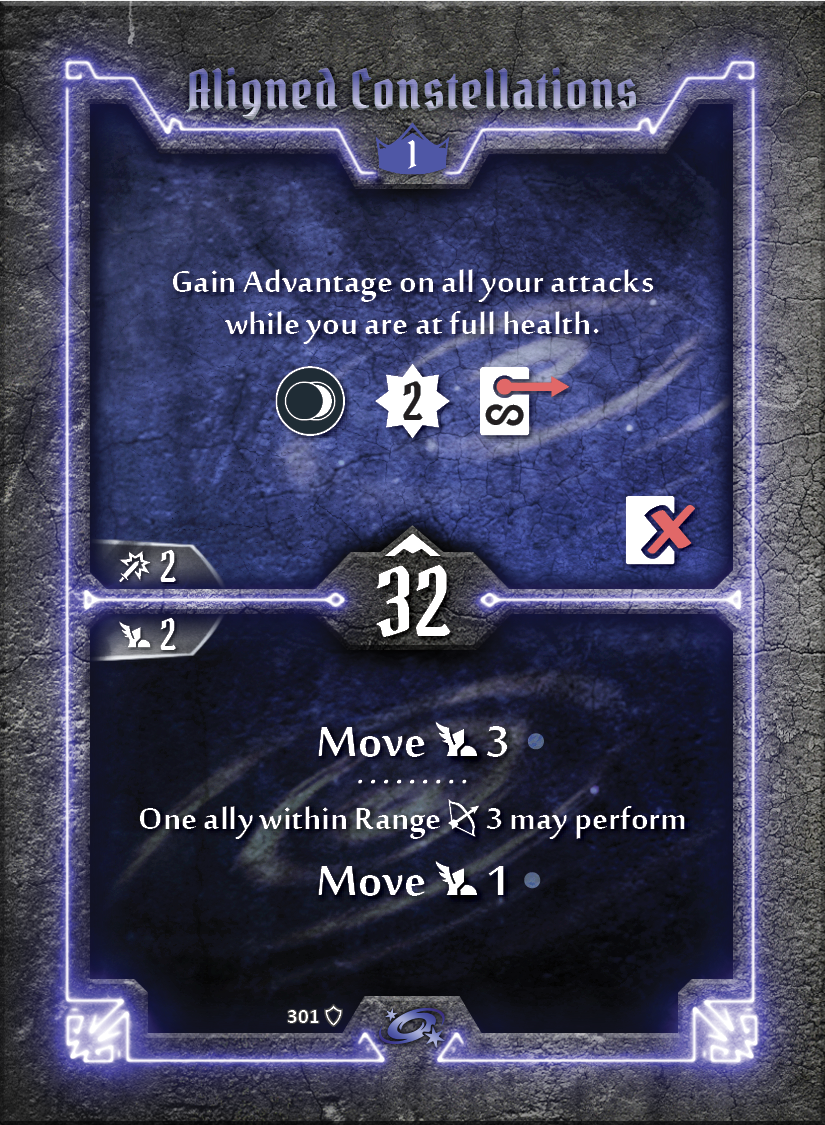 Aligned Constellations
1
Gain Advantage on all your attacks
while you are at full health.
2
∞
2
32
2
Move 3
One ally within Range 3 may perform
Move 1
301